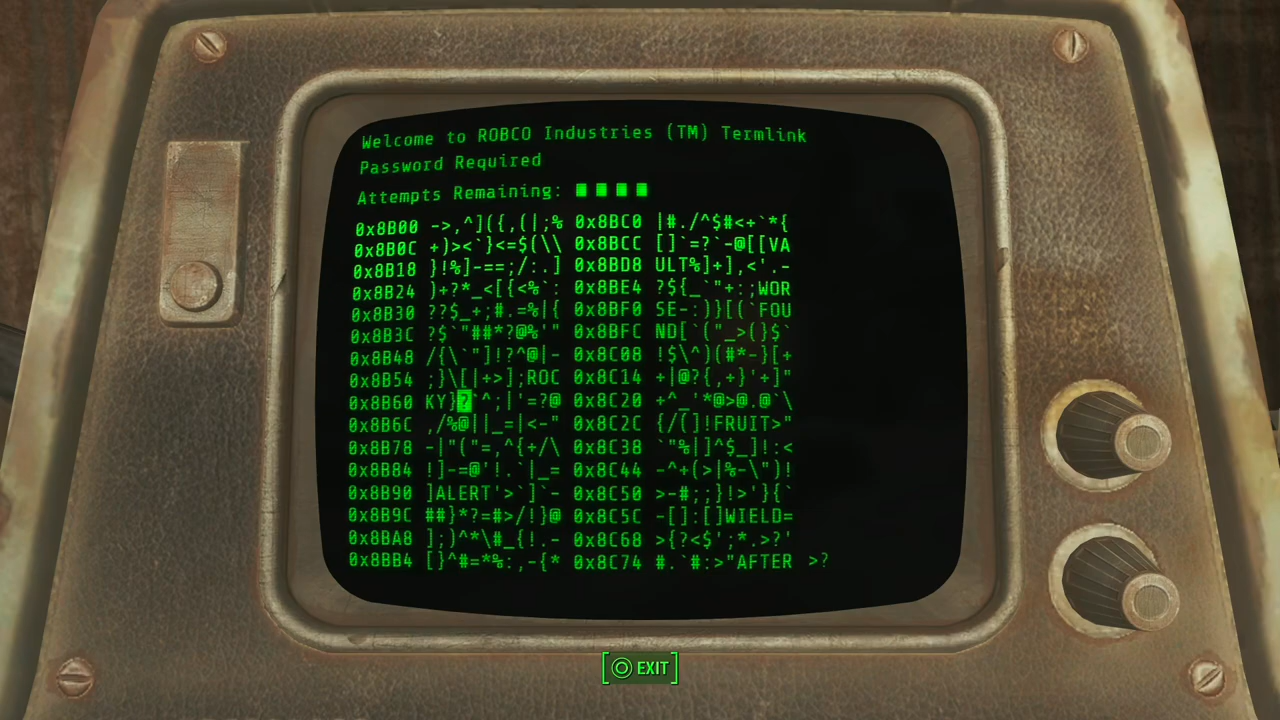 Welcome to ROBCO Industries (TM) Termlink
Password Required
Attempts Remaining: ■ ■ ■ ■
0x8B00 ->,^]({,(|;% 0x8BC0 |#./^$#<+`*{
0x8B0C +)><`}<=$(\\ 0x8BCC []`=?`-@[[VA
0x8B18 }!%]-==;/:.] 0x8BD8 ULT%]+],<'.-
0x8B24 )+?*_<[{<%`: 0x8BE4 ?${_`"+:;WOR
0x8B30 ??$_+;#.=%|{ 0x8BF0 SE-:)}[(`FOU
0x8B3C ?$`"##*?@%'" 0x8BFC ND[`("_>(}$`
0x8B48 /{\`"]!?^@|- 0x8C08 !$\^)(#*-}[+
0x8B54 ;}\[|+>];ROC 0x8C14 +|@?{,+}'+]"
0x8B60 KY}?`^;|'=?@ 0x8C20 +^_'*@>@.@`\
0x8B6C ,/%@||_=|<-" 0x8C2C {/(]!FRUIT>"
0x8B78 -|"("=,^{+/\ 0x8C38 `"%|]^$_]!:<
0x8B84 !]-=@'!.`|_= 0x8C44 -^+(>|%-\")!
0x8B90 ]ALERT'>`]`- 0x8C50 >-#;;}!>'}{`
0x8B9C ##}*?=#>/!}@ 0x8C5C -[]:[]WIELD=
0x8BA8 ];)^*\#_{!.- 0x8C68 >{?<$';*.>?'
0x8BB4 [}^#=*%:,-{* 0x8C74 #.`#:>"AFTER >?
EXIT